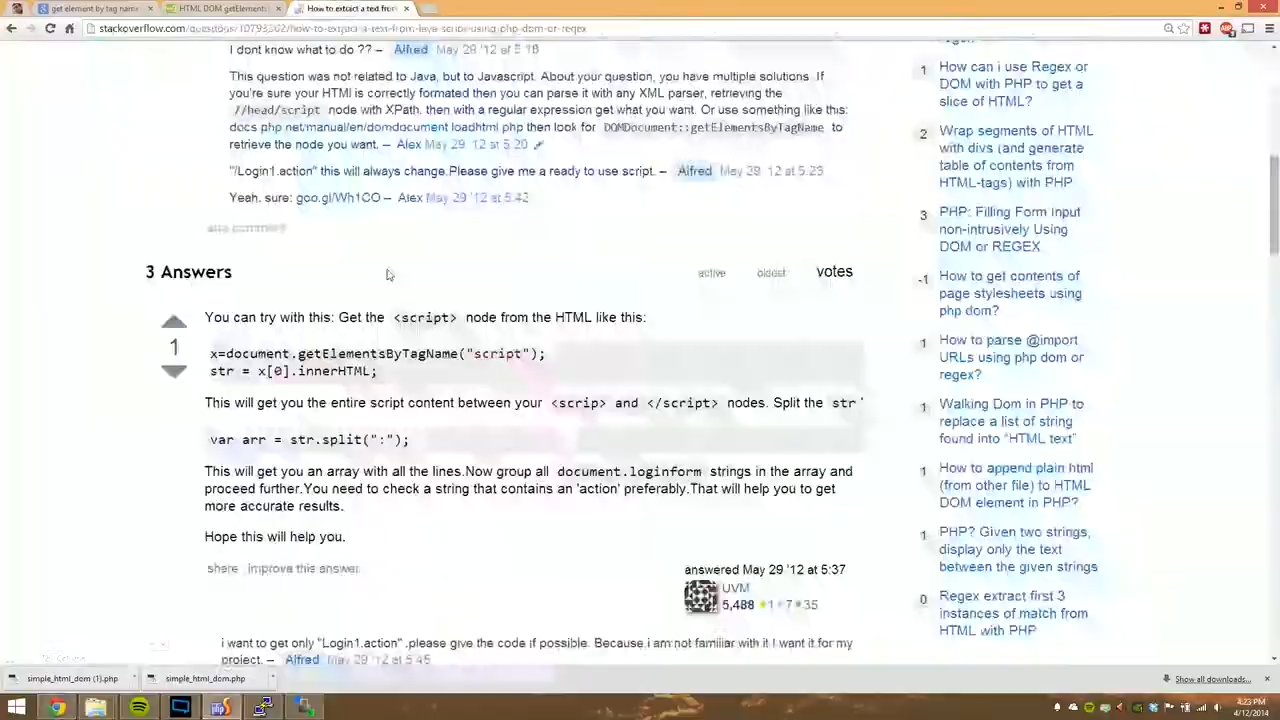 get element by tag name
HTML DOM getElement
How to extract a text from
stackoverflow.com/questions/10793302/how-to-extract-a-text-from-java-script-using-php-dom-or-regex
I dont know what to do ?? – Alfred May 29 '12 at 5:18
This question was not related to Java, but to Javascript. About your question, you have multiple solutions. If
you're sure your HTMl is correctly formated then you can parse it with any XML parser, retrieving the
//head/script node with XPath. then with a regular expression get what you want. Or use something like this:
docs php net/manual/en/domdocument loadhtml php then look for DOMDocument::getElementsByTagName to
retrieve the node you want. – Alex May 29 '12 at 5:20
"/Login1.action" this will always change.Please give me a ready to use script. – Alfred May 29 '12 at 5:23
Yeah. sure: goo.gl/Wh1CO – Alex May 29 '12 at 5:42
add comment
3 Answers
active oldest votes
You can try with this: Get the <script> node from the HTML like this:
1
x=document.getElementsByTagName("script");
str = x[0].innerHTML;
This will get you the entire script content between your <scrip> and </script> nodes. Split the str '
var arr = str.split(":");
This will get you an array with all the lines.Now group all document.loginform strings in the array and
proceed further.You need to check a string that contains an 'action' preferably.That will help you to get
more accurate results.
Hope this will help you.
share improve this answer
answered May 29 '12 at 5:37
UVM
5,488 1 7 35
i want to get only "Login1.action" .please give the code if possible. Because i am not familiar with it I want it for my
project. – Alfred May 29 '12 at 5:45
1 How can i use Regex or
DOM with PHP to get a
slice of HTML?
2 Wrap segments of HTML
with divs (and generate
table of contents from
HTML-tags) with PHP
3 PHP: Filling Form input
non-intrusively Using
DOM or REGEX
-1 How to get contents of
page stylesheets using
php dom?
1 How to parse @import
URLs using php dom or
regex?
1 Walking Dom in PHP to
replace a list of string
found into "HTML text"
1 How to append plain html
(from other file) to HTML
DOM element in PHP?
1 PHP? Given two strings,
display only the text
between the given strings
0 Regex extract first 3
instances of match from
HTML with PHP
simple_html_dom (1).php
simple_html_dom.php
Show all downloads...
4:23 PM
4/12/2014